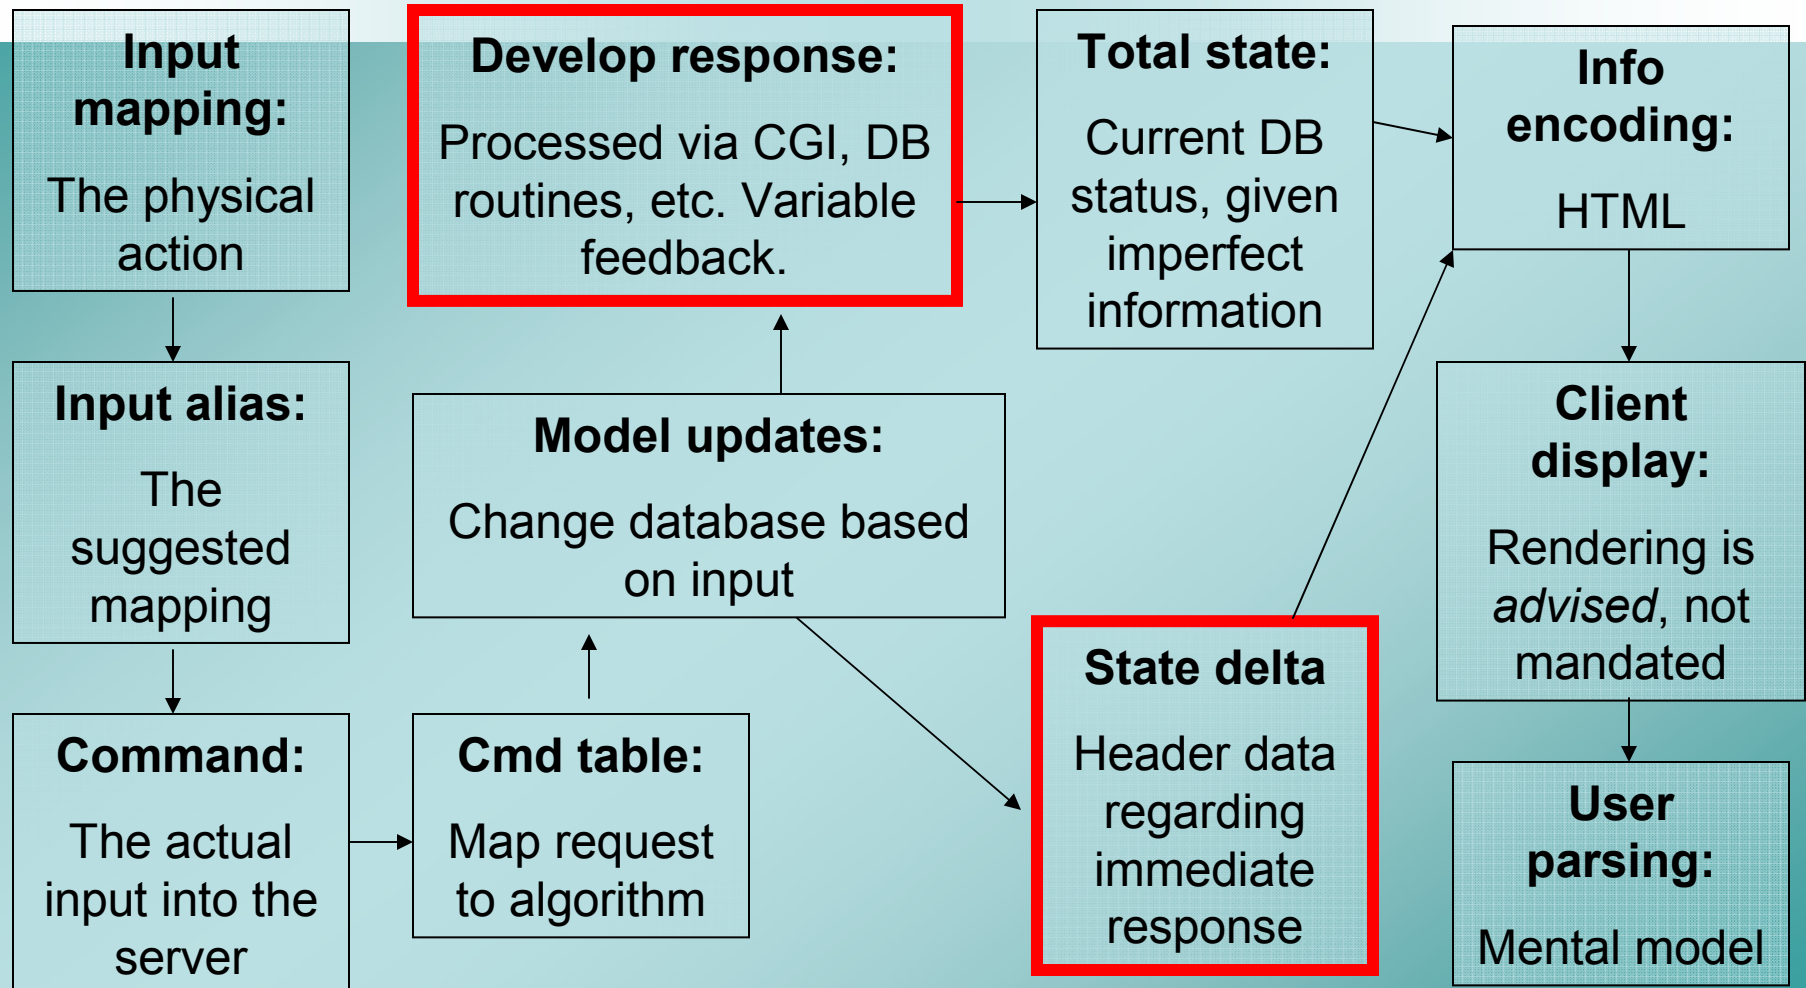 Input
mapping:
The physical
action
Input alias:
The
suggested
mapping
Command:
The actual
input into the
server
Cmd table:
Map request
to algorithm
Model updates:
Change database based
on input
Develop response:
Processed via CGI, DB
routines, etc. Variable
feedback.
Total state:
Current DB
status, given
imperfect
information
State delta
Header data
regarding
immediate
response
Info
encoding:
HTML
Client
display:
Rendering is
advised, not
mandated
User
parsing:
Mental model